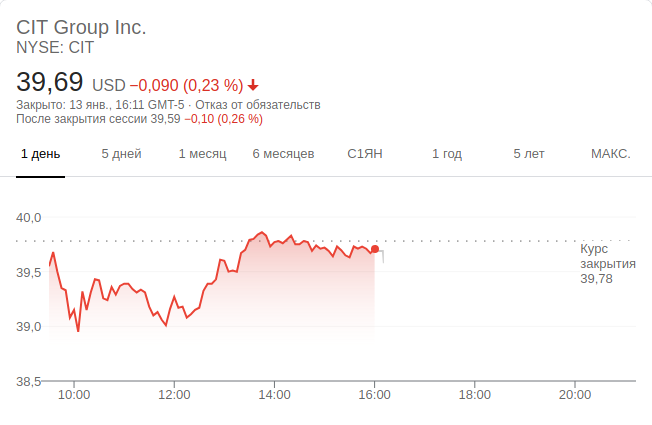 CIT Group Inc.
NYSE: CIT
39,69 USD −0,090 (0,23 %)
Закрыто: 13 янв., 16:11 GMT-5 · Отказ от обязательств
После закрытия сессии 39,59 −0,10 (0,26 %)
1 день 5 дней 1 месяц 6 месяцев С1ЯН 1 год 5 лет МАКС.
40,0
Курс
закрытия
39,78
39,5
39,0
38,5
10:00 12:00 14:00 16:00 18:00 20:00